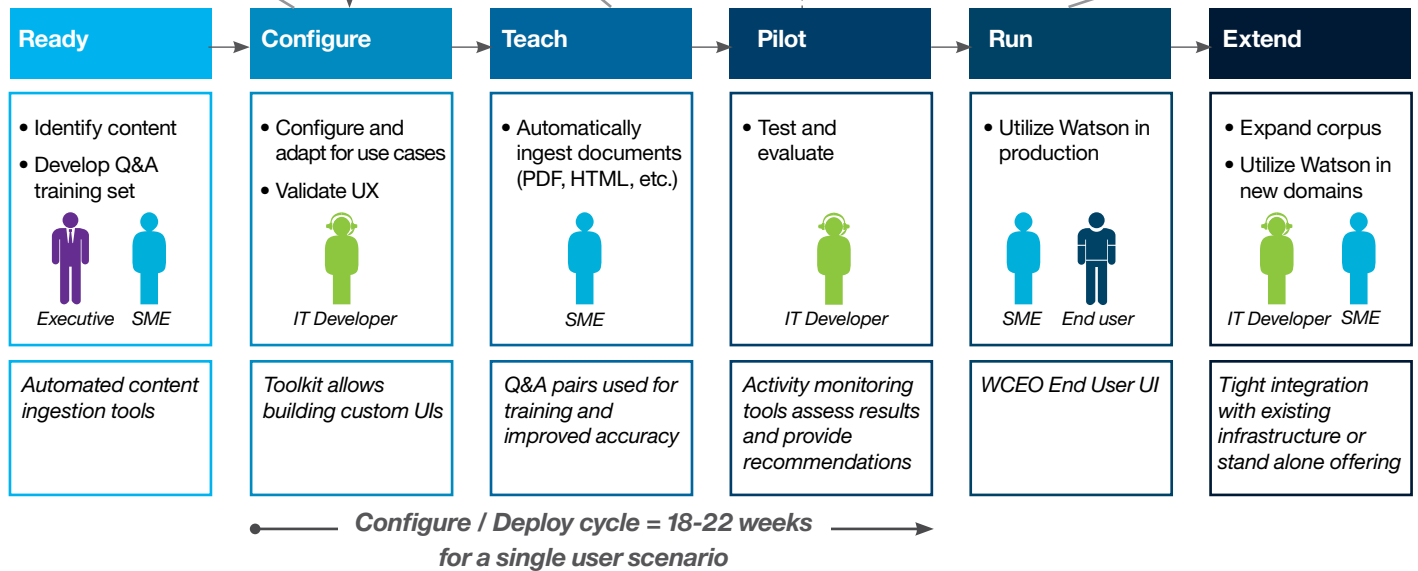 Ready
Configure
Teach
Pilot
Run
Extend
• Identify content
• Develop Q&A
training set
Executive
SME
• Configure and
adapt for use cases
• Validate UX
IT Developer
• Automatically
ingest documents
(PDF, HTML, etc.)
SME
• Test and
evaluate
IT Developer
• Utilize Watson in
production
SME
End user
• Expand corpus
• Utilize Watson in
new domains
IT Developer
SME
Automated content
ingestion tools
Toolkit allows
building custom UIs
Q&A pairs used for
training and
improved accuracy
Activity monitoring
tools assess results
and provide
recommendations
WCEO End User UI
Tight integration
with existing
infrastructure or
stand alone offering
Configure / Deploy cycle = 18-22 weeks
for a single user scenario